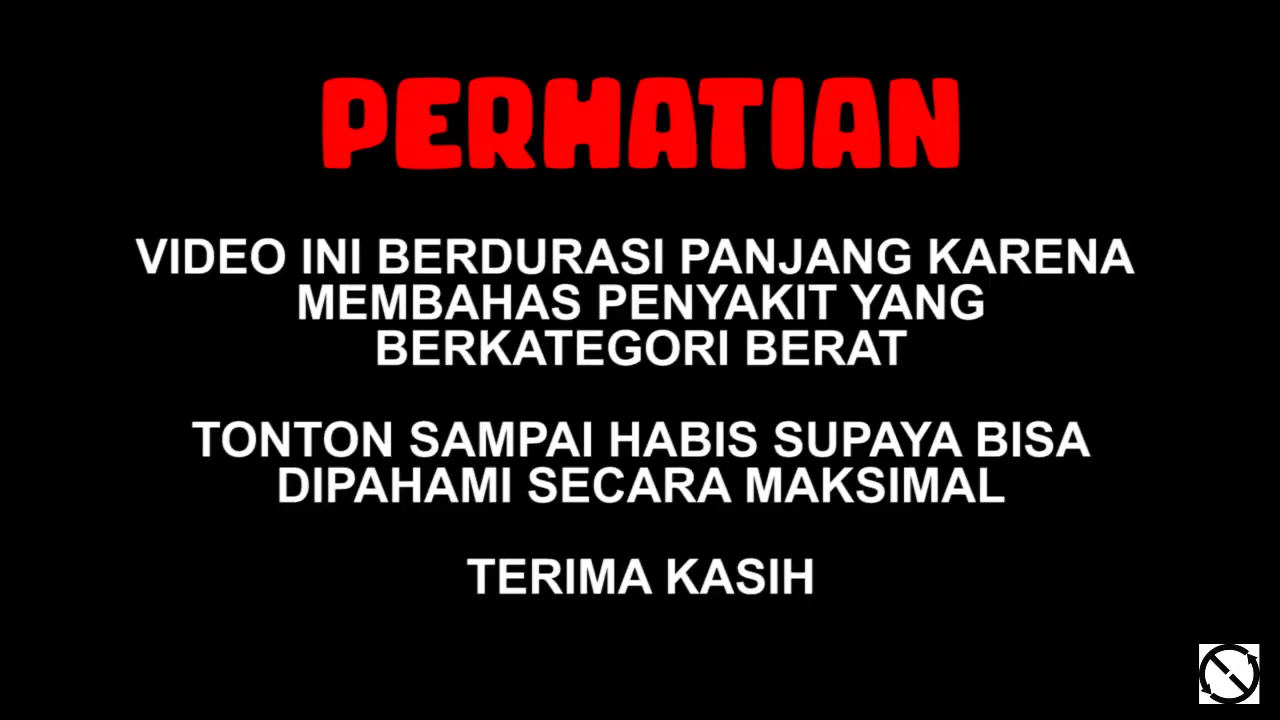 PERHATIAN
VIDEO INI BERDURASI PANJANG KARENA
MEMBAHAS PENYAKIT YANG
BERKATEGORI BERAT
TONTON SAMPAI HABIS SUPAYA BISA
DIPAHAMI SECARA MAKSIMAL
TERIMA KASIH